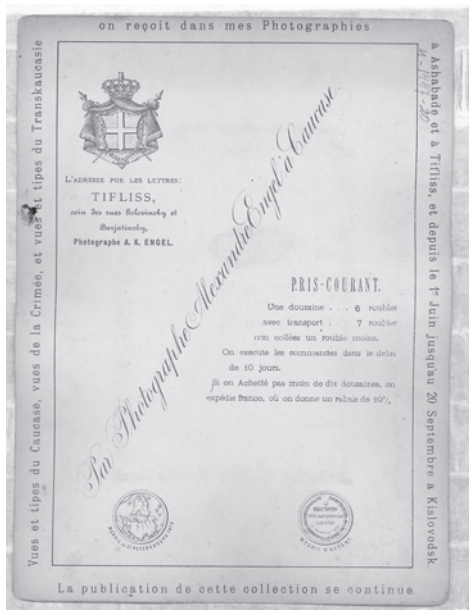 on reçoit dans mes Photographies
à Ashabade et à Tifliss, et depuis le 1er Juin jusqu'au 20 Septembre à Kislovodsk.
La publication de cette collection se continue.
Vues et tipes du Caucase, vues de la Crimée, et vues et tipes du Transkaucasie
L'ADRESSE PUR LES LETTRES:
TIFLISS,
coin des rues Golovinsky et
Barjatinsky,
Photographe A. K. ENGEL.
Par Photographe Alexandre Engel à Caucase.
PRIS-COURANT.
Une douzaine . . . 6 roubles
avec transport . . 7 roubles
non collées un rouble moins.
On execute les commandes dans le delin
de 10 jours.
Si on Achetté pas moin de dix douzaines, on
expédie franco, où on donne un rabais de 10%.